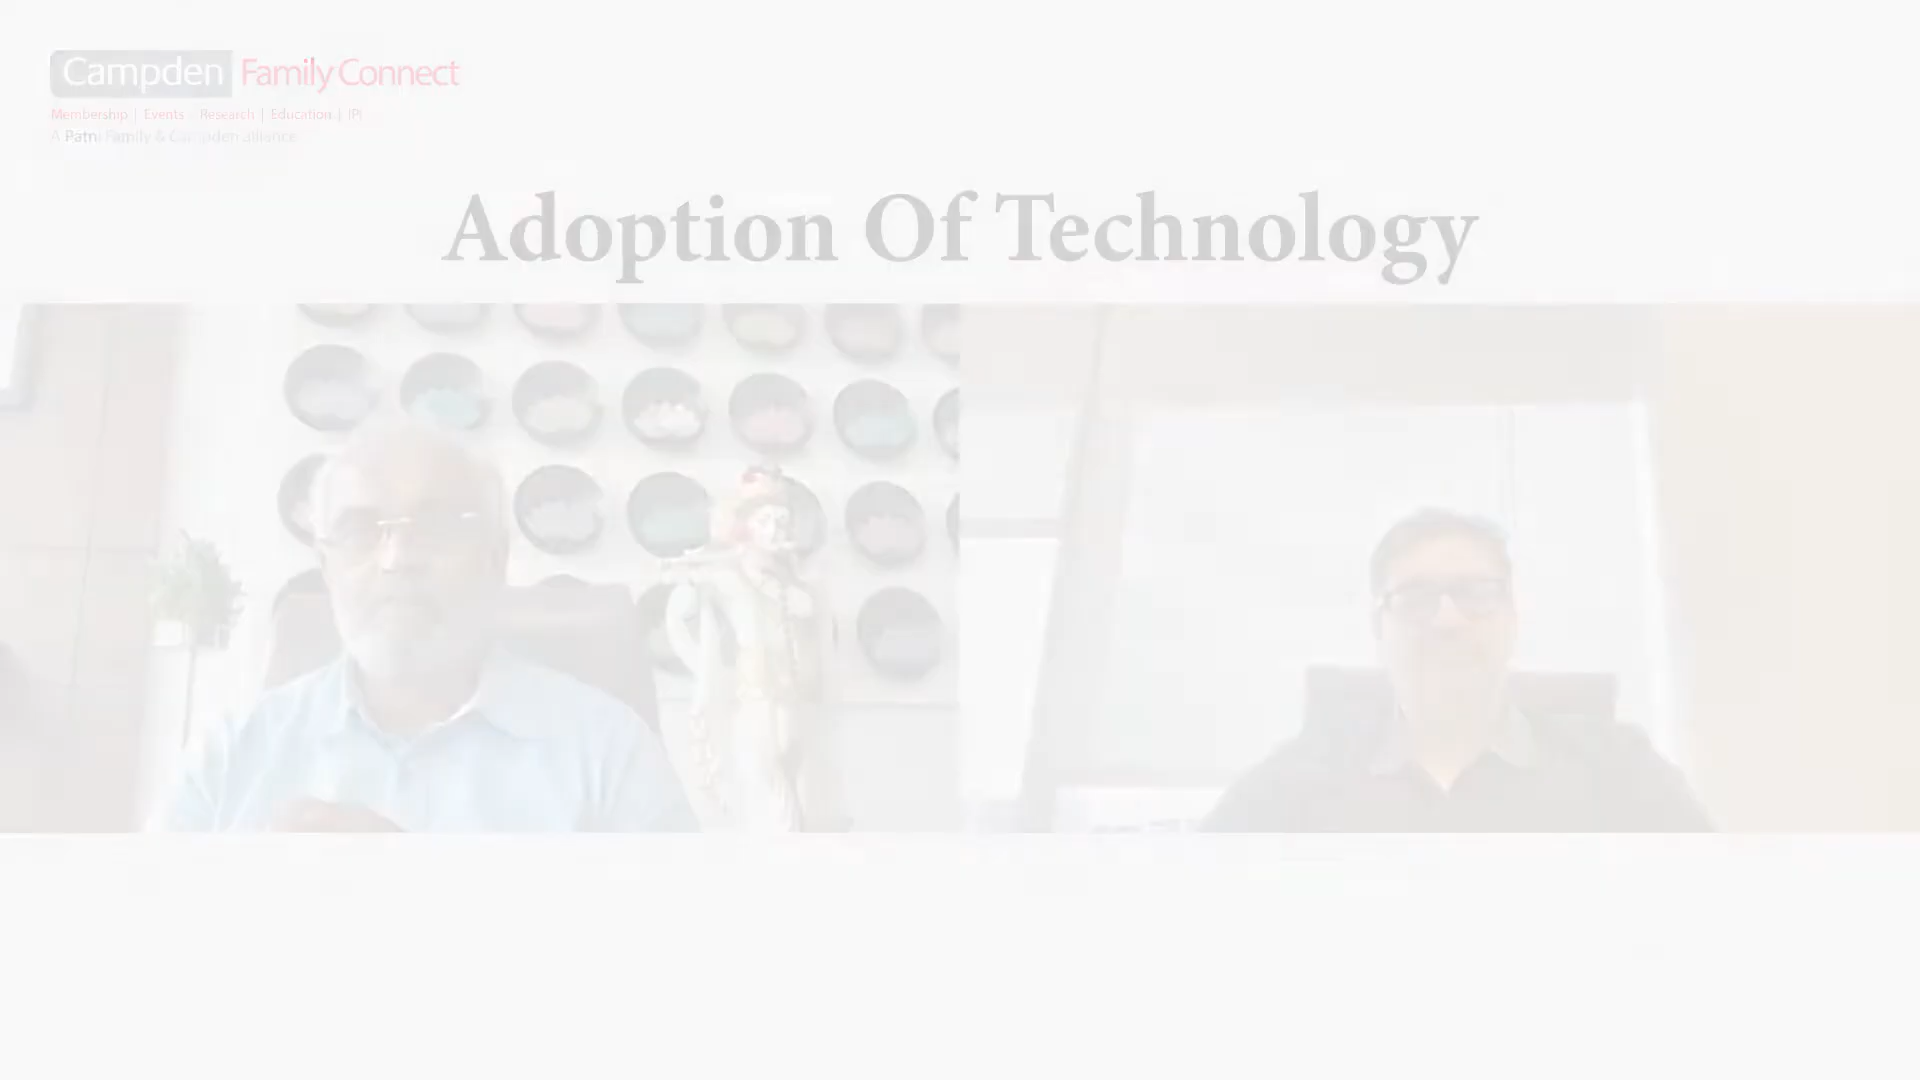 Campden Family Connect
Membership | Events | Research | Education | IPI
A Patni Family & Campden alliance
Adoption Of Technology